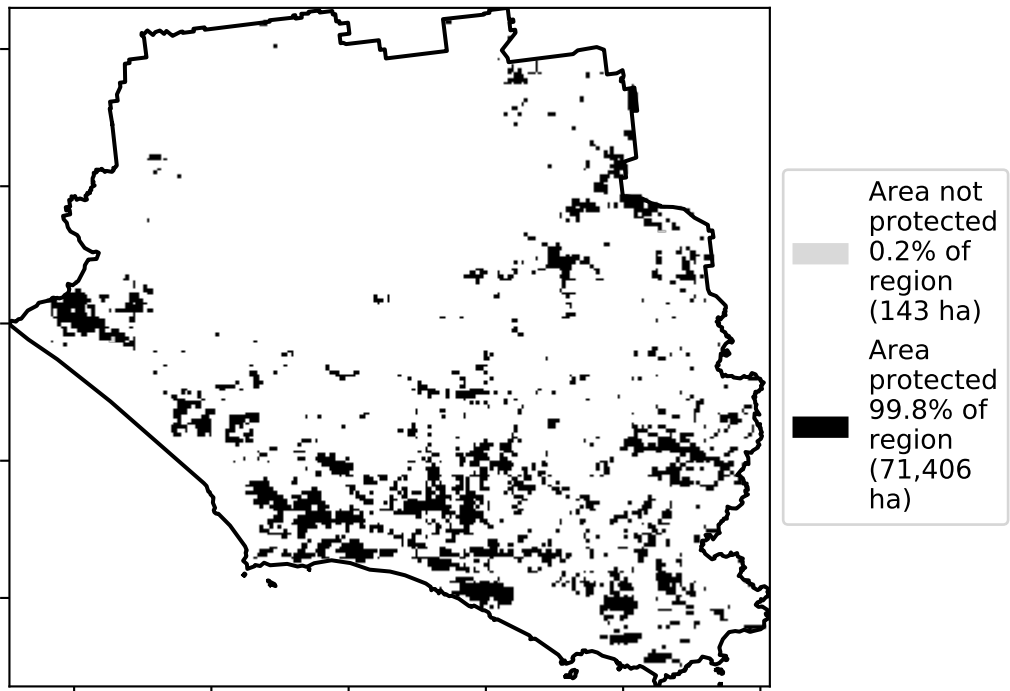 Area not
protected
0.2% of
region
(143 ha)
Area
protected
99.8% of
region
(71,406
ha)